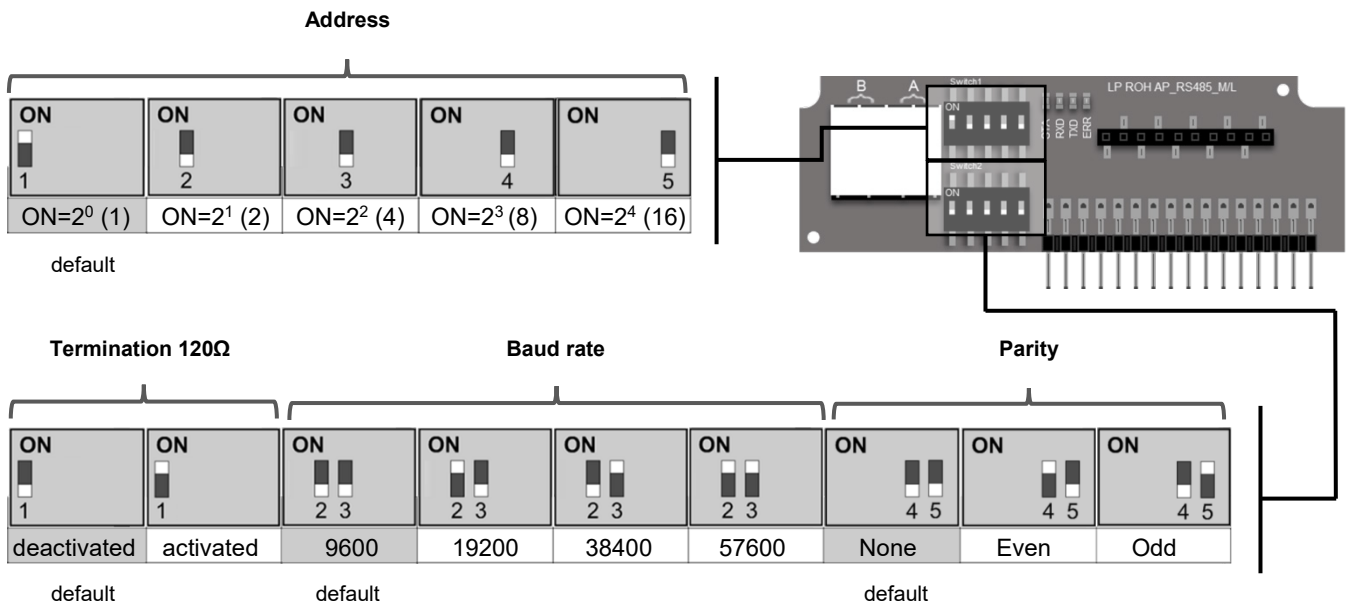 Address
ON ON ON ON ON
1 2 3 4 5
ON=2⁰ (1) ON=2¹ (2) ON=2² (4) ON=2³ (8) ON=2⁴ (16)
default
B A Switch1 LP ROH AP_RS485_M/L
ON
RXD TXD ERR
Switch2
ON
Termination 120Ω Baud rate Parity
ON ON ON ON ON ON ON ON ON
1 1 2 3 2 3 2 3 2 3 4 5 4 5 4 5
deactivated activated 9600 19200 38400 57600 None Even Odd
default default default